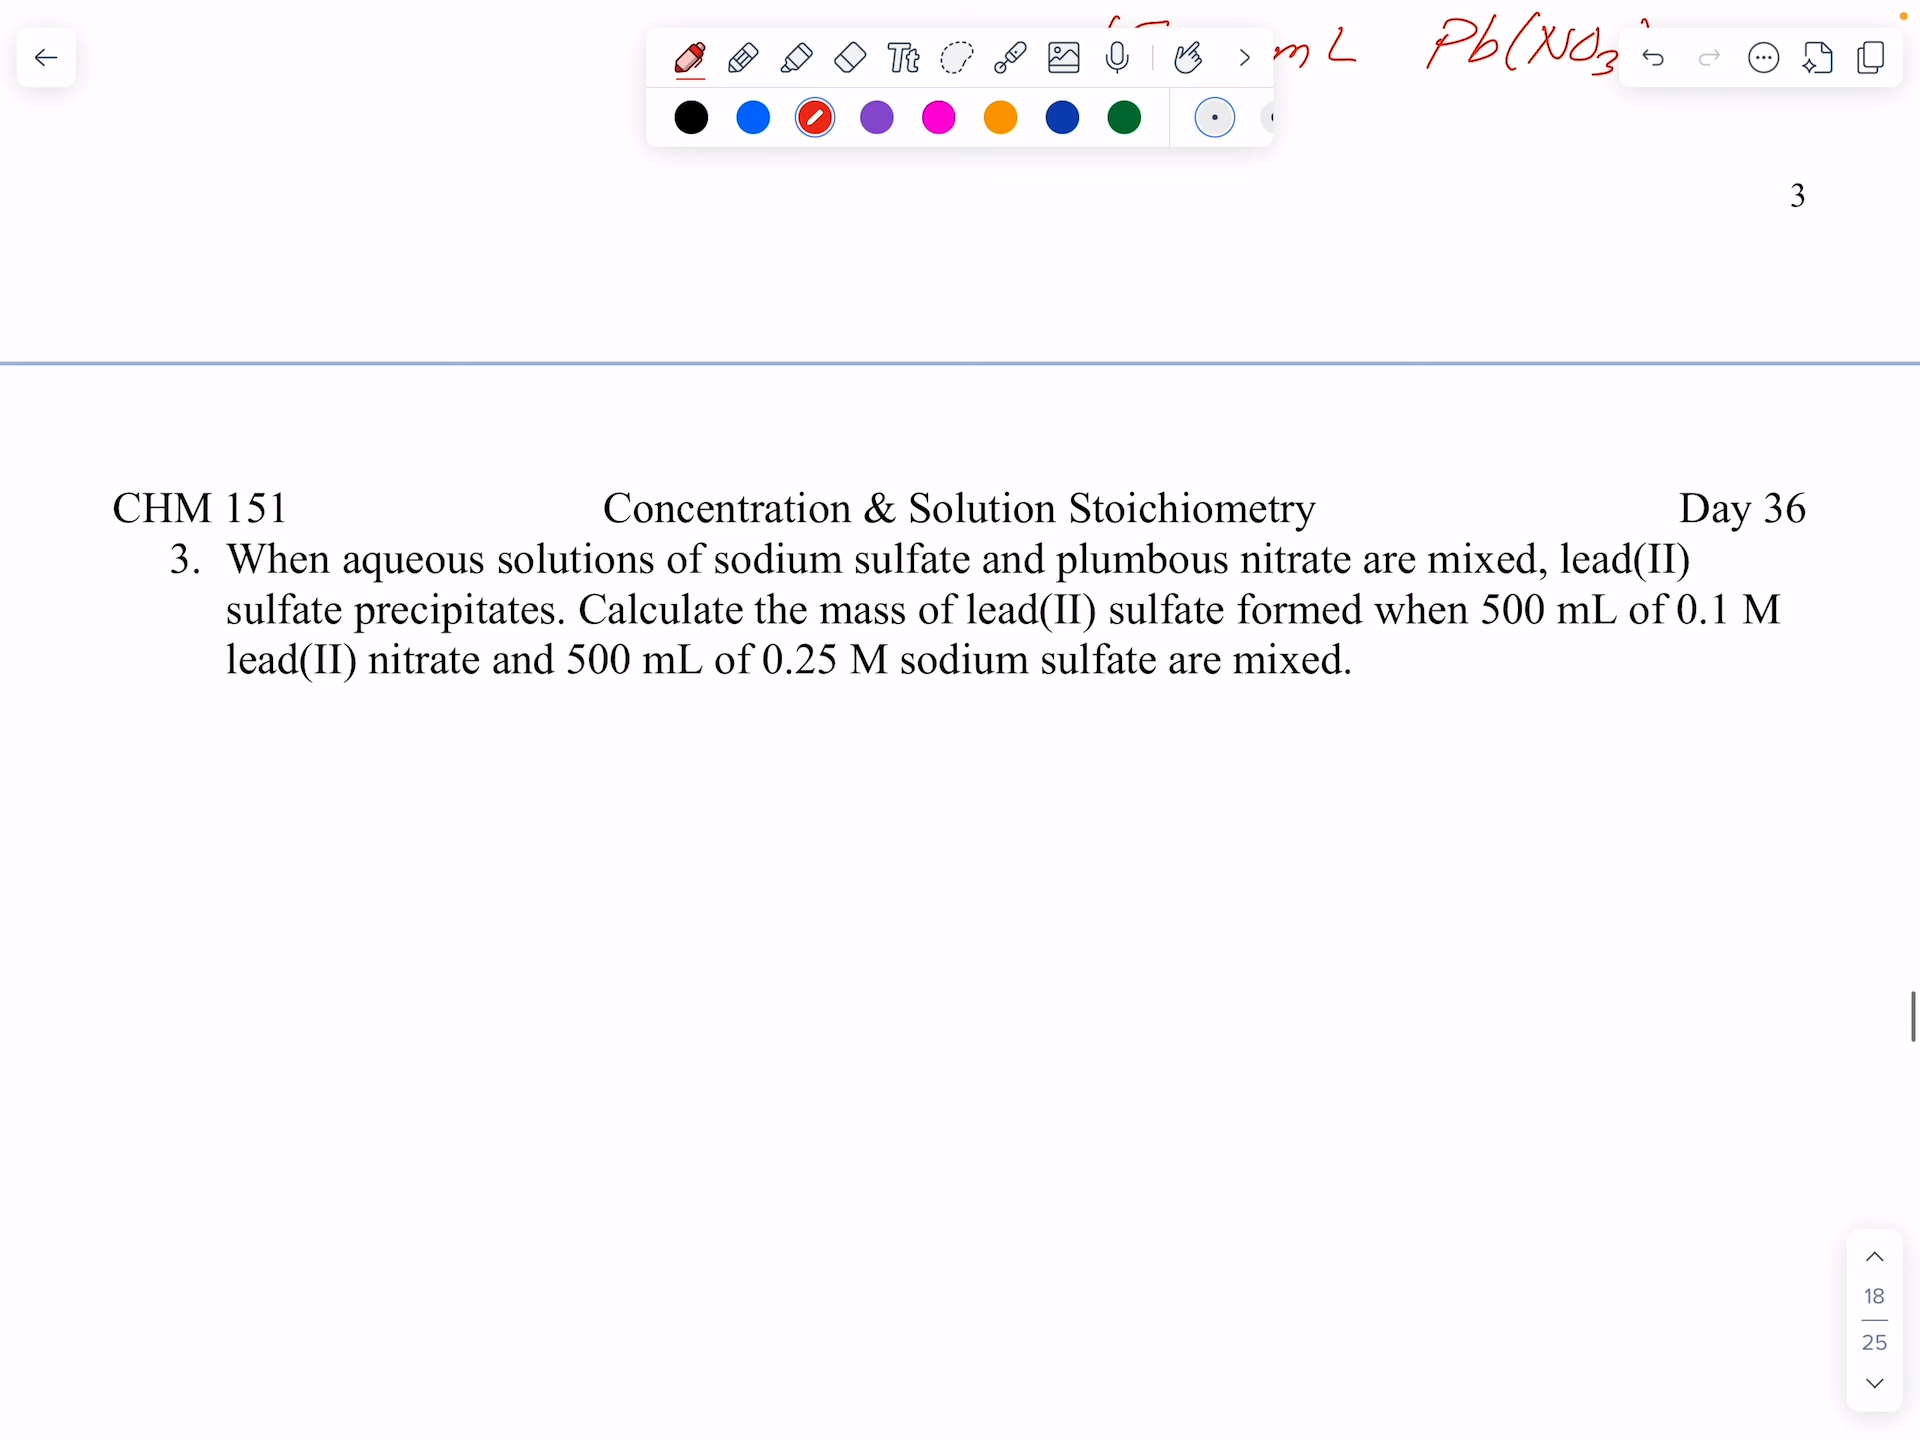 mL Pb(NO3
Tt
3
CHM 151 Concentration & Solution Stoichiometry Day 36
3. When aqueous solutions of sodium sulfate and plumbous nitrate are mixed, lead(II)
sulfate precipitates. Calculate the mass of lead(II) sulfate formed when 500 mL of 0.1 M
lead(II) nitrate and 500 mL of 0.25 M sodium sulfate are mixed.
18
25